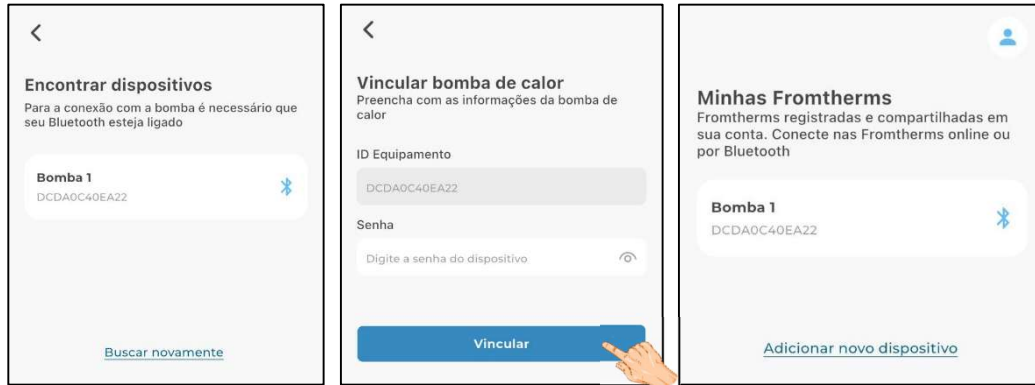 Encontrar dispositivos
Para a conexão com a bomba é necessário que
seu Bluetooth esteja ligado
Bomba 1
DCDA0C40EA22
Buscar novamente
Vincular bomba de calor
Preencha com as informações da bomba de
calor
ID Equipamento
DCDA0C40EA22
Senha
Digite a senha do dispositivo
Vincular
Minhas Fromtherms
Fromtherms registradas e compartilhadas em
sua conta. Conecte nas Fromtherms online ou
por Bluetooth
Bomba 1
DCDA0C40EA22
Adicionar novo dispositivo